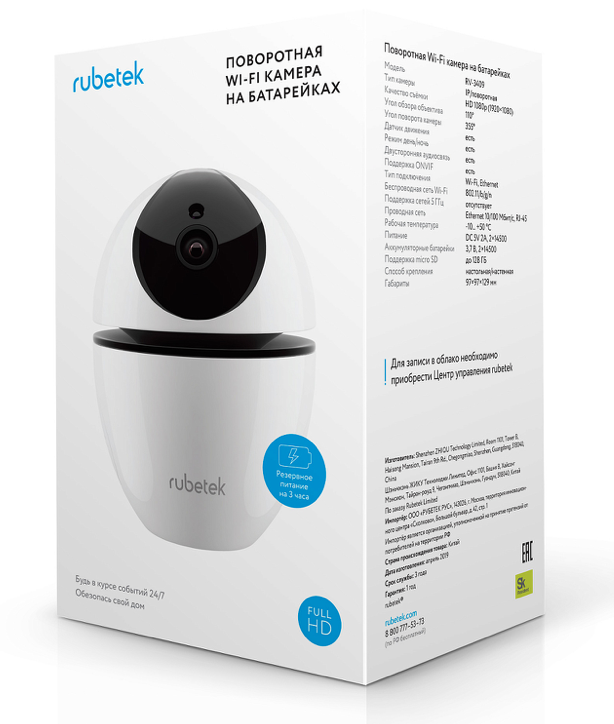 rubetek
ПОВОРОТНАЯ
WI-FI КАМЕРА
НА БАТАРЕЙКАХ
rubetek
Резервное
питание
на 3 часа
Будь в курсе событий 24/7
Обезопась свой дом
FULL
HD
Поворотная Wi-Fi камера на батарейках
Модель RV-3409
Тип камеры IP/поворотная
Качество съёмки HD 1080p (1920×1080)
Угол обзора объектива 110°
Угол поворота камеры 355°
Датчик движения есть
Режим день/ночь есть
Двусторонняя аудиосвязь есть
Поддержка ONVIF есть
Тип подключения Wi-Fi, Ethernet
Беспроводная сеть Wi-Fi 802.11/b/g/n
Поддержка сетей 5 ГГц отсутствует
Проводная сеть Ethernet 10/100 Мбит/с, RJ-45
Рабочая температура -10... +50 °C
Питание DC 5V 2A, 2×14500
Аккумуляторные батарейки 3,7 В, 2×14500
Поддержка micro SD до 128 ГБ
Способ крепления настольная/настенная
Габариты 97×97×129 мм
Для записи в облако необходимо
приобрести Центр управления rubetek
Изготовитель: Shenzhen ZHIQU Technology Limited, Room 1101, Tower B,
Haisong Mansion, Tairan 9th Rd., Chegongmiao, Shenzhen, Guangdong, 518040,
China
Шэньчжэнь ЖИКУ Текнолоджи Лимитед, Офис 1101, Башня В, Хайсонг
Мэнсион, Тайран-роуд 9, Чегонгмяо, Шэньчжэнь, Гуандун, 518040, Китай
По заказу Rubetek Limited
Импортёр: ООО «РУБЕТЕК РУС», 143026, г. Москва, территория инновацион-
ного центра «Сколково», Большой бульвар, д. 42, стр. 1
Импортёр является организацией, уполномоченной на принятие претензий от
потребителей на территории РФ
Страна происхождения товара: Китай
Дата изготовления: апрель 2019
Срок службы: 3 года
Гарантия: 1 год
rubetek®
EAC
Sk
rubetek.com
8 800 777-53-73
(по РФ бесплатный)